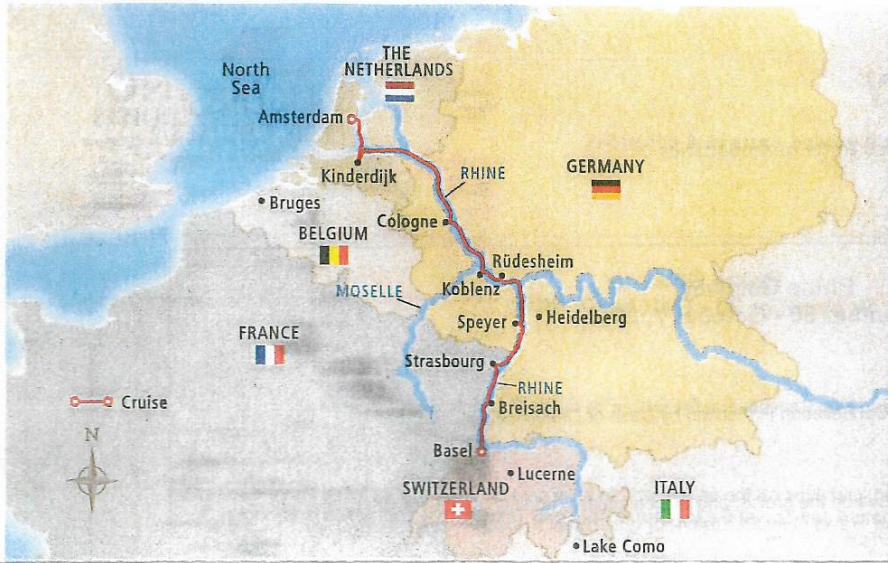 THE
NETHERLANDS
North
Sea
Amsterdam
Kinderdijk
RHINE
GERMANY
Bruges
Cologne
BELGIUM
Rüdesheim
Koblenz
MOSELLE
Speyer
Heidelberg
FRANCE
Strasbourg
RHINE
Cruise
Breisach
N
Basel
Lucerne
SWITZERLAND
ITALY
Lake Como